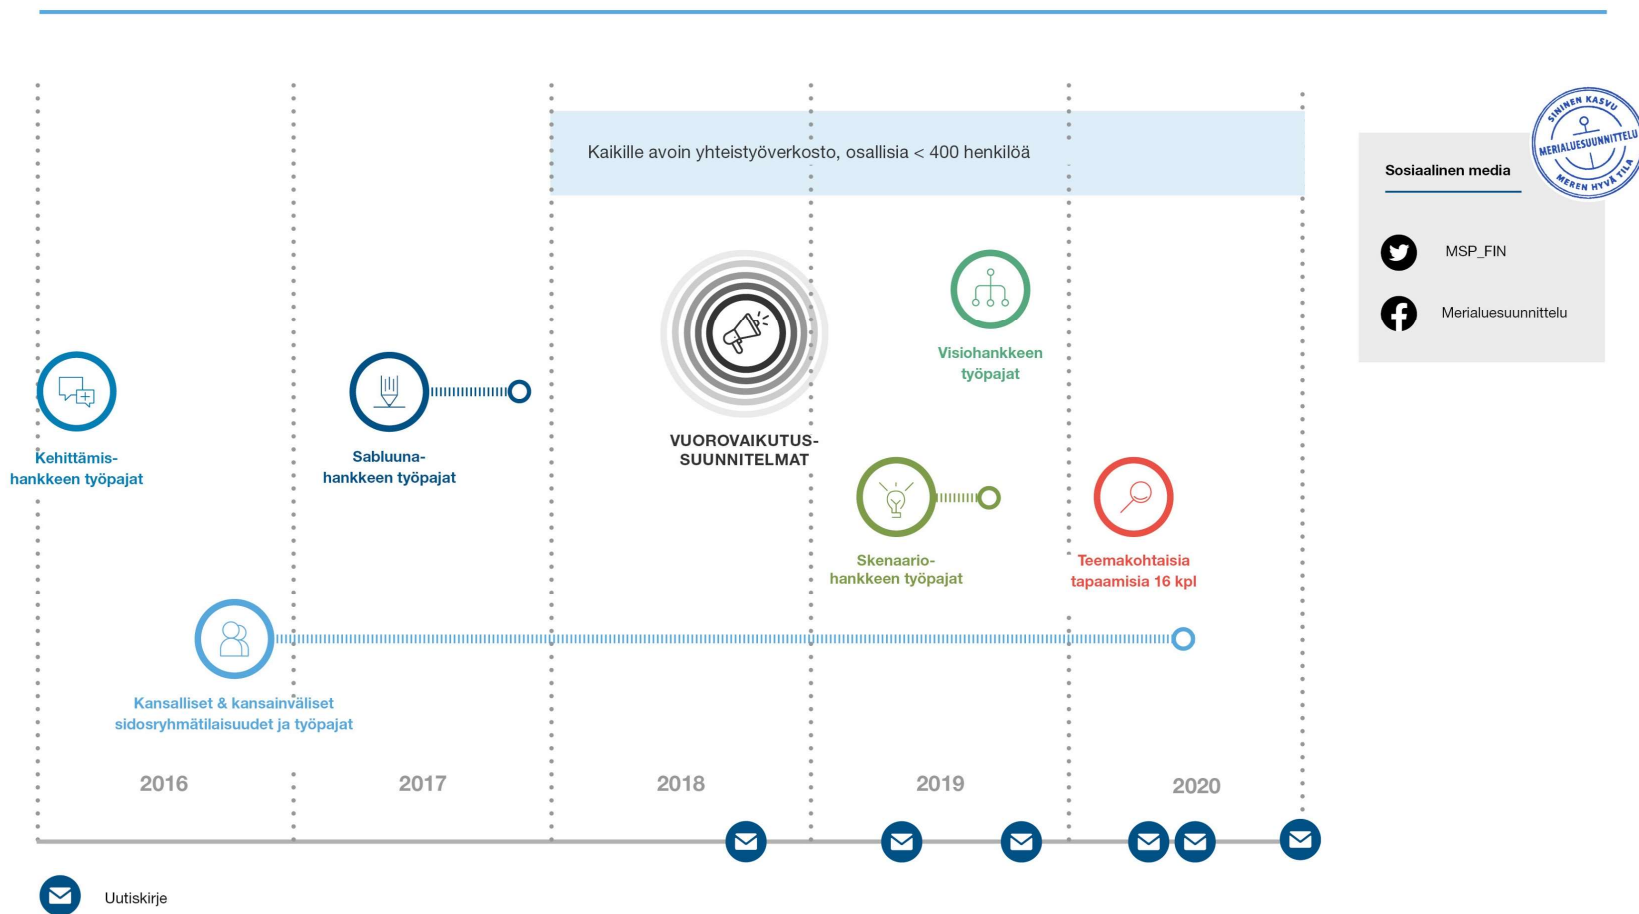 Kaikille avoin yhteistyöverkosto, osallisia < 400 henkilöä
SININEN KASVU
MERIALUESUUNNITTELU
MEREN HYVÄ TILA
Sosiaalinen media
MSP_FIN
Merialuesuunnittelu
Visiohankkeen
työpajat
VUOROVAIKUTUS-
SUUNNITELMAT
Kehittämis-
hankkeen työpajat
Sabluuna-
hankkeen työpajat
Skenaario-
hankkeen työpajat
Teemakohtaisia
tapaamisia 16 kpl
Kansalliset & kansainväliset
sidosryhmätilaisuudet ja työpajat
2016
2017
2018
2019
2020
Uutiskirje